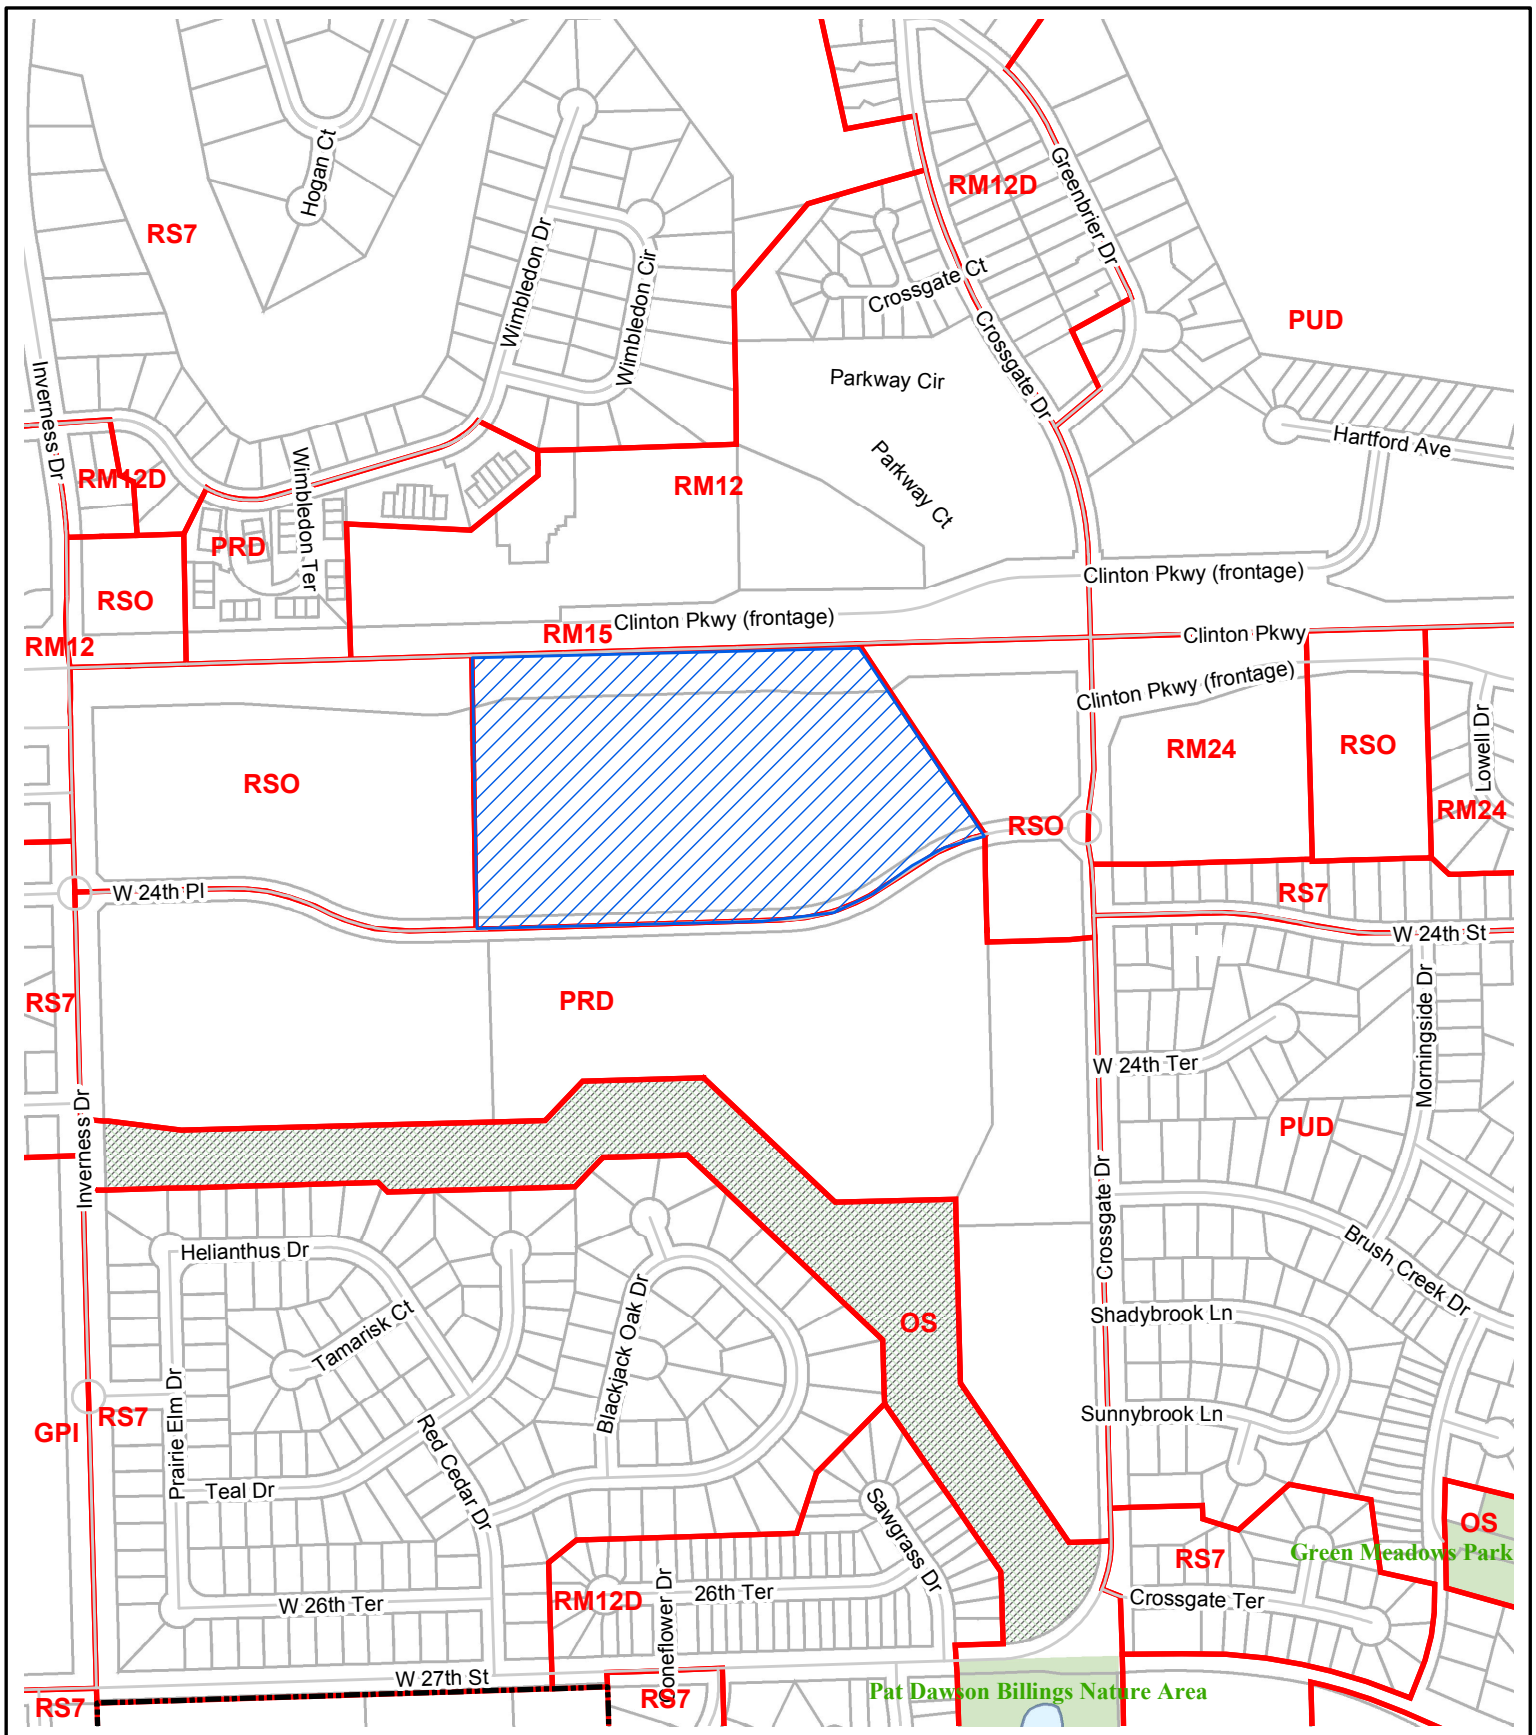 Hogan Ct
RS7
Wimbledon Dr
Wimbledon Cir
RM12D
Greenbrier Dr
Crossgate Ct
Crossgate Dr
PUD
Inverness Dr
Parkway Cir
Hartford Ave
RM12D
Wimbledon Ter
RM12
Parkway Ct
PRD
RSO
Clinton Pkwy (frontage)
Clinton Pkwy (frontage)
RM12
RM15
Clinton Pkwy
Clinton Pkwy (frontage)
RSO
RM24
RSO
Lowell Dr
RM24
RSO
W 24th Pl
RS7
W 24th St
RS7
PRD
Morningside Dr
W 24th Ter
Inverness Dr
PUD
Crossgate Dr
Helianthus Dr
Brush Creek Dr
Tamarisk Ct
Blackjack Oak Dr
OS
Shadybrook Ln
Prairie Elm Dr
RS7
GPI
Red Cedar Dr
Sunnybrook Ln
Teal Dr
Sawgrass Dr
OS
RS7
Green Meadows Park
W 26th Ter
RM12D
Coneflower Dr
26th Ter
Crossgate Ter
W 27th St
RS7
RS7
Pat Dawson Billings Nature Area